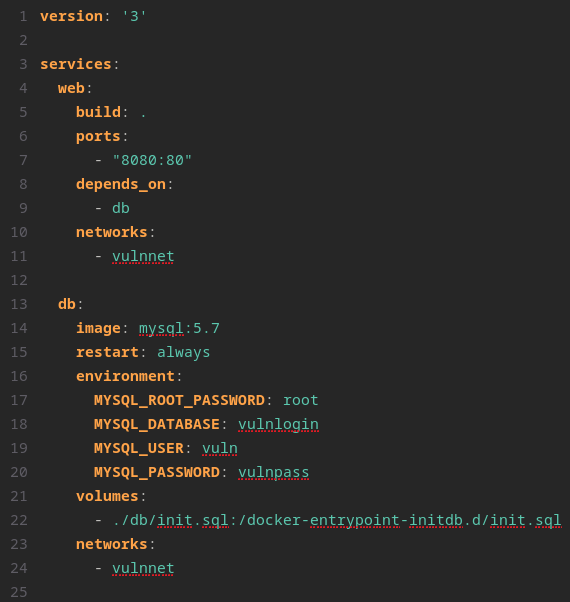 1 version: '3'
2
3 services:
4   web:
5     build: .
6     ports:
7       - "8080:80"
8     depends_on:
9       - db
10     networks:
11       - vulnnet
12
13   db:
14     image: mysql:5.7
15     restart: always
16     environment:
17       MYSQL_ROOT_PASSWORD: root
18       MYSQL_DATABASE: vulnlogin
19       MYSQL_USER: vuln
20       MYSQL_PASSWORD: vulnpass
21     volumes:
22       - ./db/init.sql:/docker-entrypoint-initdb.d/init.sql
23     networks:
24       - vulnnet
25